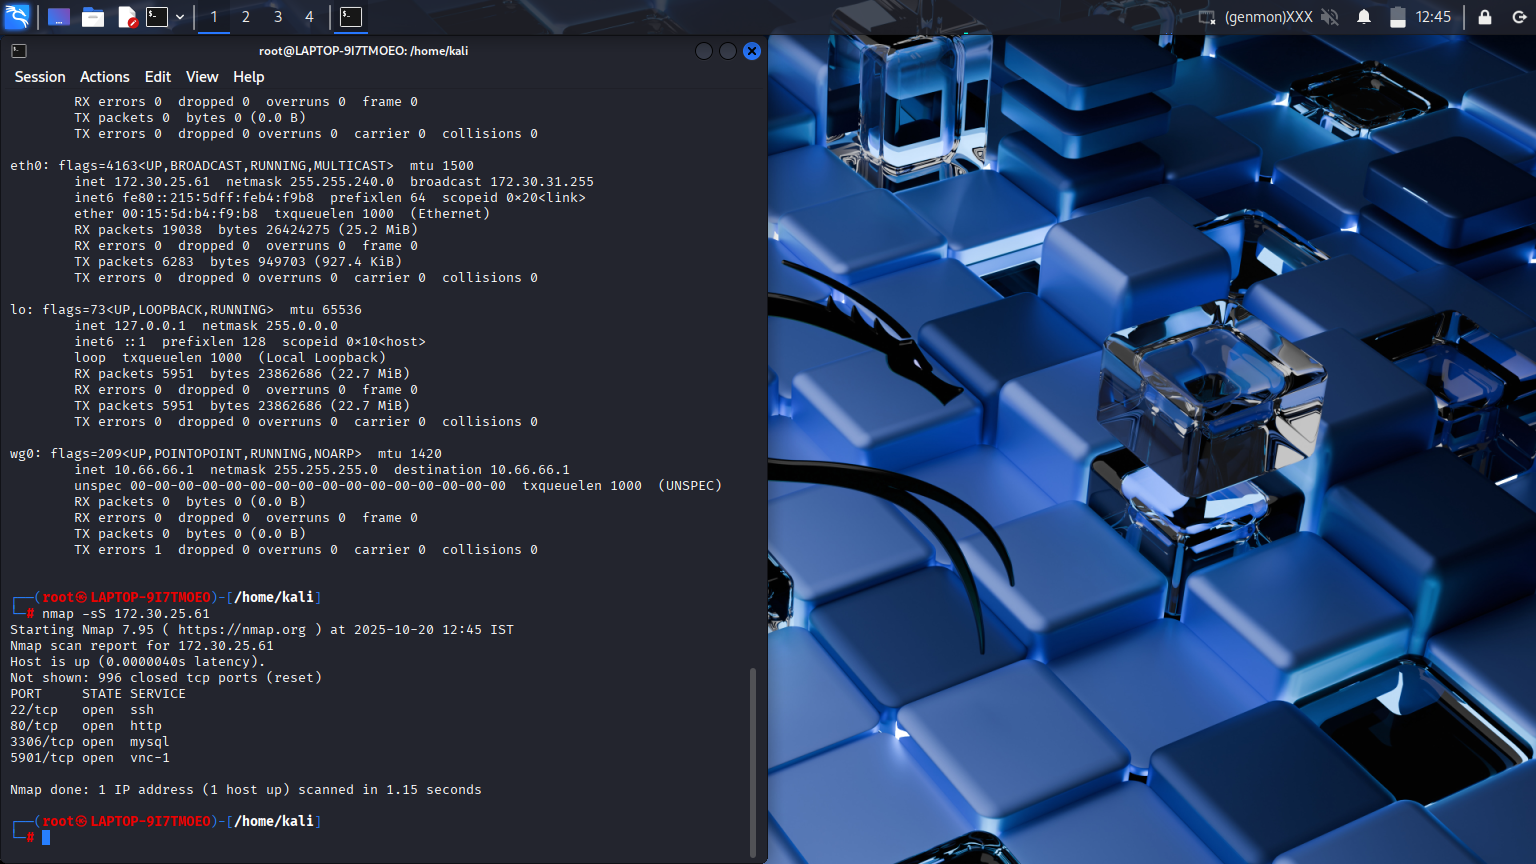 1 2 3 4 (genmon)XXX 12:45
root@LAPTOP-9I7TMOEO: /home/kali
Session Actions Edit View Help
RX errors 0 dropped 0 overruns 0 frame 0
TX packets 0 bytes 0 (0.0 B)
TX errors 0 dropped 0 overruns 0 carrier 0 collisions 0
eth0: flags=4163<UP,BROADCAST,RUNNING,MULTICAST> mtu 1500
inet 172.30.25.61 netmask 255.255.240.0 broadcast 172.30.31.255
inet6 fe80::215:5dff:feb4:f9b8 prefixlen 64 scopeid 0×20<link>
ether 00:15:5d:b4:f9:b8 txqueuelen 1000 (Ethernet)
RX packets 19038 bytes 26424275 (25.2 MiB)
RX errors 0 dropped 0 overruns 0 frame 0
TX packets 6283 bytes 949703 (927.4 KiB)
TX errors 0 dropped 0 overruns 0 carrier 0 collisions 0
lo: flags=73<UP,LOOPBACK,RUNNING> mtu 65536
inet 127.0.0.1 netmask 255.0.0.0
inet6 ::1 prefixlen 128 scopeid 0×10<host>
loop txqueuelen 1000 (Local Loopback)
RX packets 5951 bytes 23862686 (22.7 MiB)
RX errors 0 dropped 0 overruns 0 frame 0
TX packets 5951 bytes 23862686 (22.7 MiB)
TX errors 0 dropped 0 overruns 0 carrier 0 collisions 0
wg0: flags=209<UP,POINTOPOINT,RUNNING,NOARP> mtu 1420
inet 10.66.66.1 netmask 255.255.255.0 destination 10.66.66.1
unspec 00-00-00-00-00-00-00-00-00-00-00-00-00-00-00-00 txqueuelen 1000 (UNSPEC)
RX packets 0 bytes 0 (0.0 B)
RX errors 0 dropped 0 overruns 0 frame 0
TX packets 0 bytes 0 (0.0 B)
TX errors 1 dropped 0 overruns 0 carrier 0 collisions 0
┌──(root㉿LAPTOP-9I7TMOEO)-[/home/kali]
└─# nmap -sS 172.30.25.61
Starting Nmap 7.95 ( https://nmap.org ) at 2025-10-20 12:45 IST
Nmap scan report for 172.30.25.61
Host is up (0.0000040s latency).
Not shown: 996 closed tcp ports (reset)
PORT STATE SERVICE
22/tcp open ssh
80/tcp open http
3306/tcp open mysql
5901/tcp open vnc-1
Nmap done: 1 IP address (1 host up) scanned in 1.15 seconds
┌──(root㉿LAPTOP-9I7TMOEO)-[/home/kali]
└─#